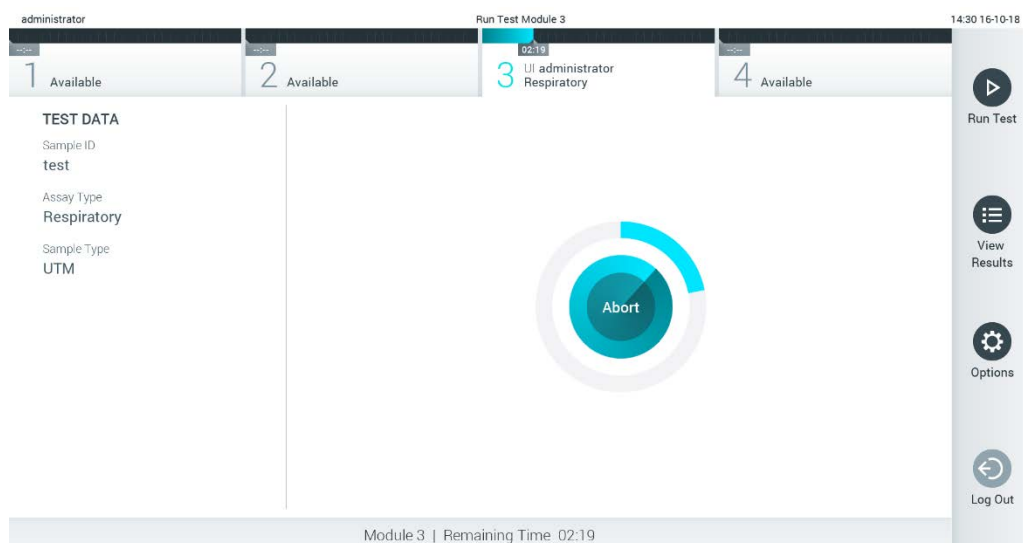 administrator
Run Test Module 3
14:30 16-10-18
--:--
--:--
02:19
--:--
1 Available
2 Available
3 UI administrator
Respiratory
4 Available
TEST DATA
Sample ID
test
Assay Type
Respiratory
Sample Type
UTM
Abort
Run Test
View
Results
Options
Log Out
Module 3 | Remaining Time 02:19